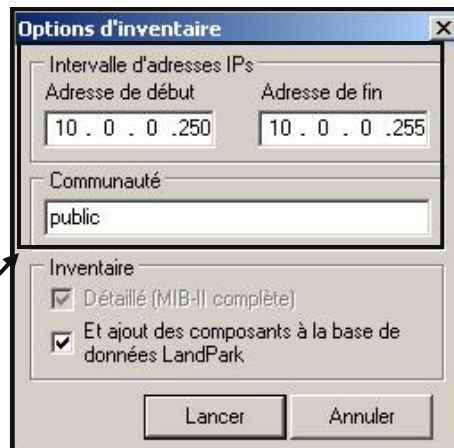 Options d'inventaire
Intervalle d'adresses IPs
Adresse de début Adresse de fin
10 . 0 . 0 .250 10 . 0 . 0 .255
Communauté
public
Inventaire
Détaillé (MIB-II complète)
Et ajout des composants à la base de
données LandPark
Lancer Annuler